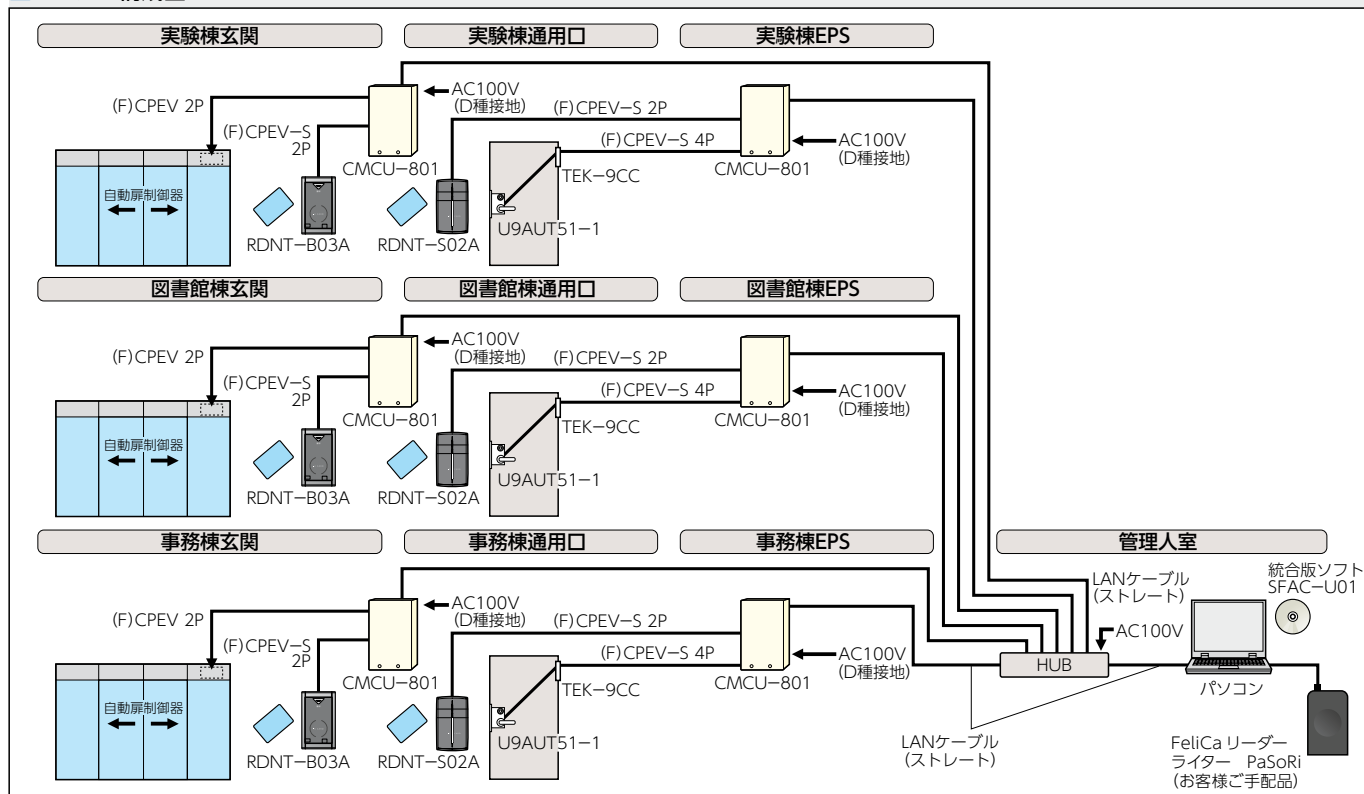 実験棟玄関
実験棟通用口
実験棟EPS
(F)CPEV 2P
(F)CPEV-S
2P
AC100V
(D種接地)
CMCU-801
自動扉制御器
RDNT-B03A
(F)CPEV-S 2P
(F)CPEV-S 4P
AC100V
(D種接地)
CMCU-801
TEK-9CC
U9AUT51-1
RDNT-S02A
図書館棟玄関
図書館棟通用口
図書館棟EPS
(F)CPEV 2P
(F)CPEV-S
2P
AC100V
(D種接地)
CMCU-801
自動扉制御器
RDNT-B03A
(F)CPEV-S 2P
(F)CPEV-S 4P
AC100V
(D種接地)
CMCU-801
TEK-9CC
U9AUT51-1
RDNT-S02A
事務棟玄関
事務棟通用口
事務棟EPS
管理人室
(F)CPEV 2P
(F)CPEV-S
2P
AC100V
(D種接地)
CMCU-801
自動扉制御器
RDNT-B03A
(F)CPEV-S 2P
(F)CPEV-S 4P
AC100V
(D種接地)
CMCU-801
TEK-9CC
U9AUT51-1
RDNT-S02A
LANケーブル
(ストレート)
統合版ソフト
SFAC-U01
AC100V
HUB
パソコン
LANケーブル
(ストレート)
FeliCa リーダー
ライター PaSoRi
(お客様ご手配品)